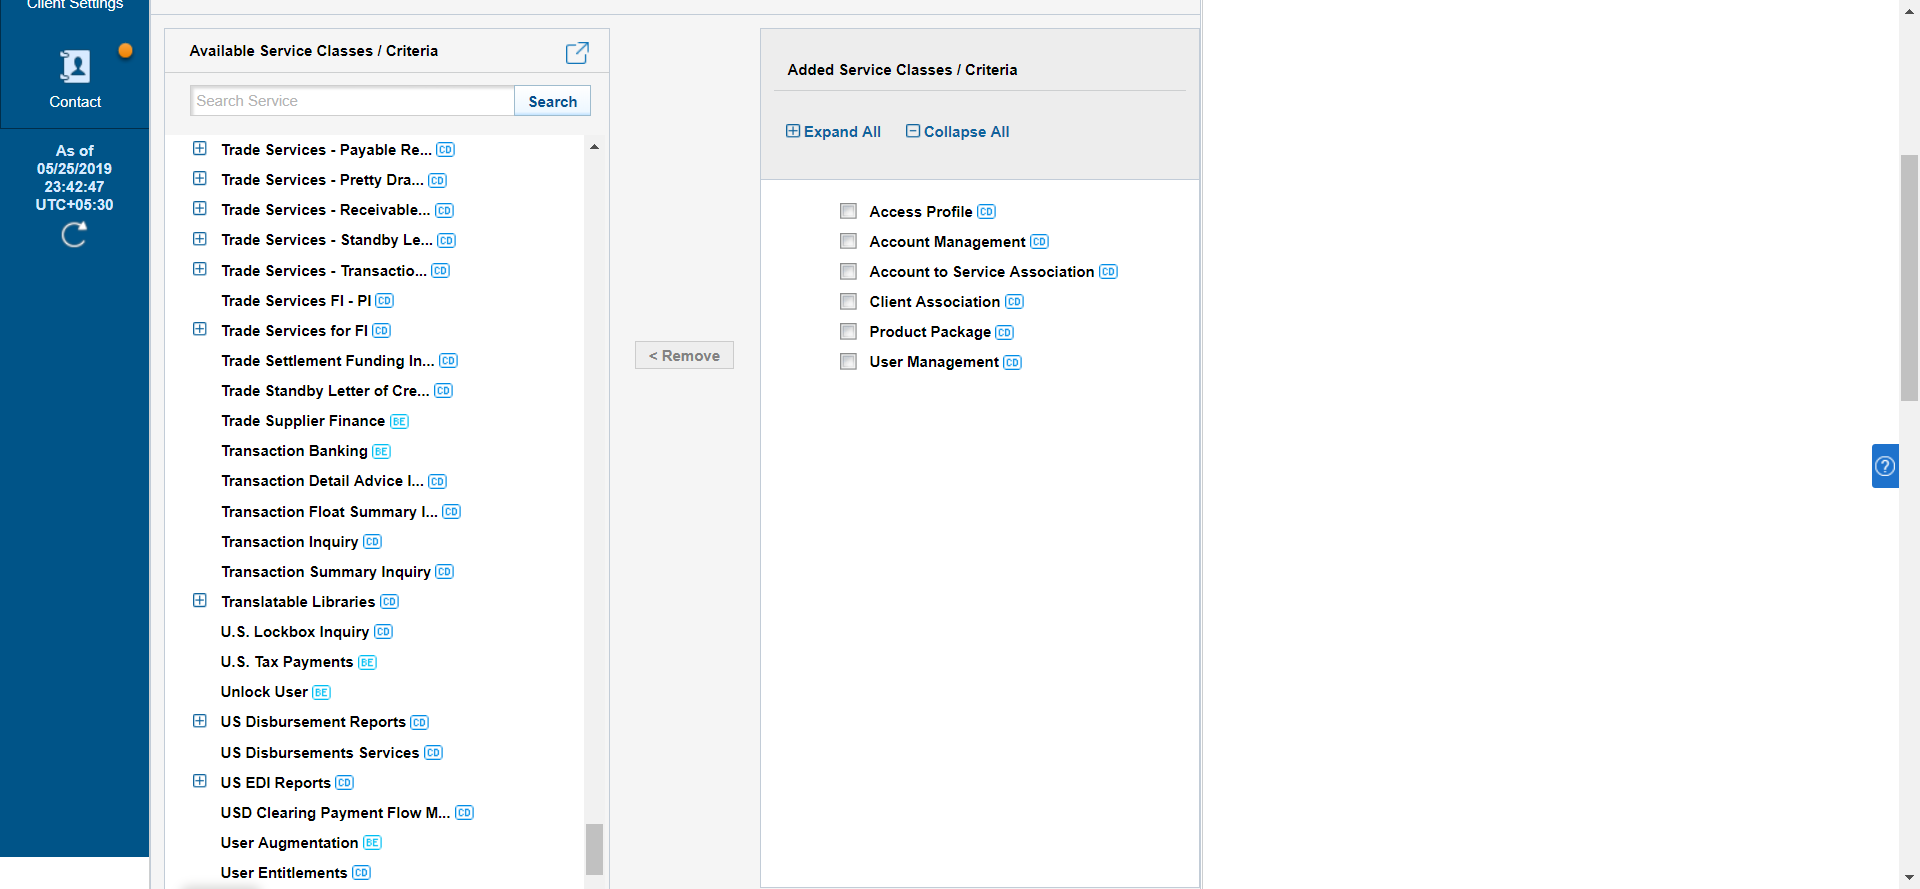 Client Settings
Contact
As of
05/25/2019
23:42:47
UTC+05:30
Available Service Classes / Criteria
Search Service
Search
Trade Services - Payable Re... CD
Trade Services - Pretty Dra... CD
Trade Services - Receivable... CD
Trade Services - Standby Le... CD
Trade Services - Transactio... CD
Trade Services FI - PI CD
Trade Services for FI CD
Trade Settlement Funding In... CD
Trade Standby Letter of Cre... CD
Trade Supplier Finance BE
Transaction Banking BE
Transaction Detail Advice I... CD
Transaction Float Summary I... CD
Transaction Inquiry CD
Transaction Summary Inquiry CD
Translatable Libraries CD
U.S. Lockbox Inquiry CD
U.S. Tax Payments BE
Unlock User BE
US Disbursement Reports CD
US Disbursements Services CD
US EDI Reports CD
USD Clearing Payment Flow M... CD
User Augmentation BE
User Entitlements CD
< Remove
Added Service Classes / Criteria
Expand All
Collapse All
Access Profile CD
Account Management CD
Account to Service Association CD
Client Association CD
Product Package CD
User Management CD
?